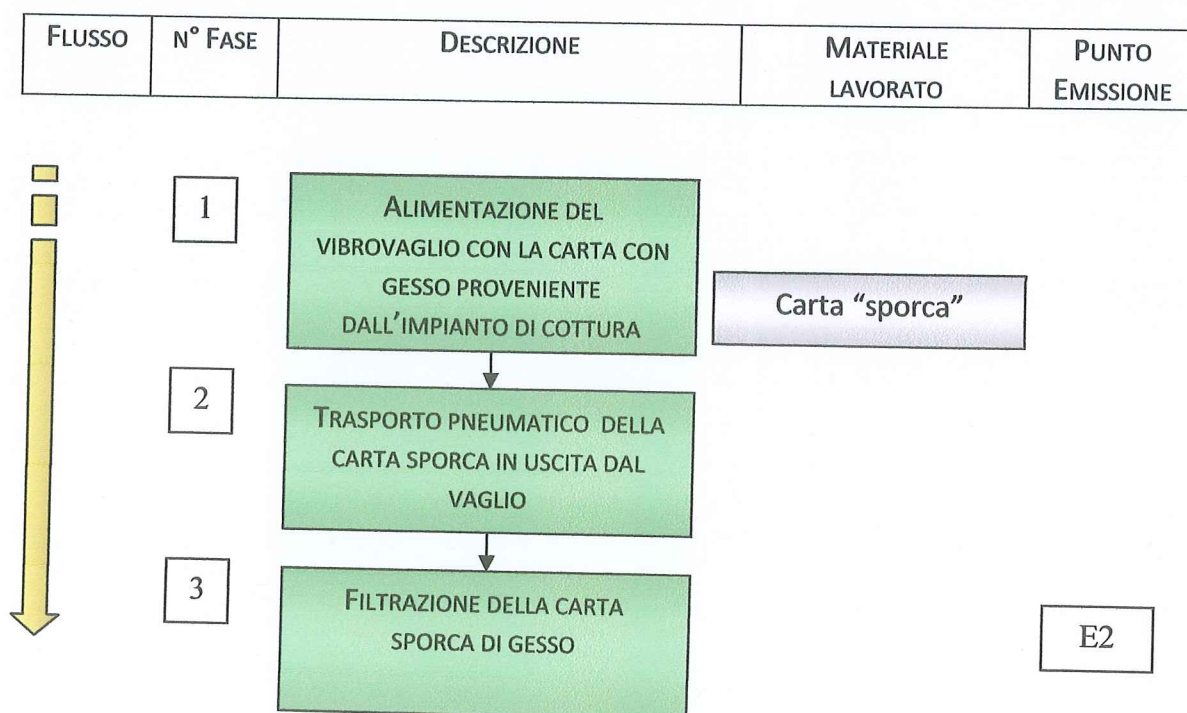 FLUSSO N° FASE DESCRIZIONE MATERIALE LAVORATO PUNTO EMISSIONE
1
ALIMENTAZIONE DEL
VIBROVAGLIO CON LA CARTA CON
GESSO PROVENIENTE
DALL'IMPIANTO DI COTTURA
Carta "sporca"
2
TRASPORTO PNEUMATICO DELLA
CARTA SPORCA IN USCITA DAL
VAGLIO
3
FILTRAZIONE DELLA CARTA
SPORCA DI GESSO
E2